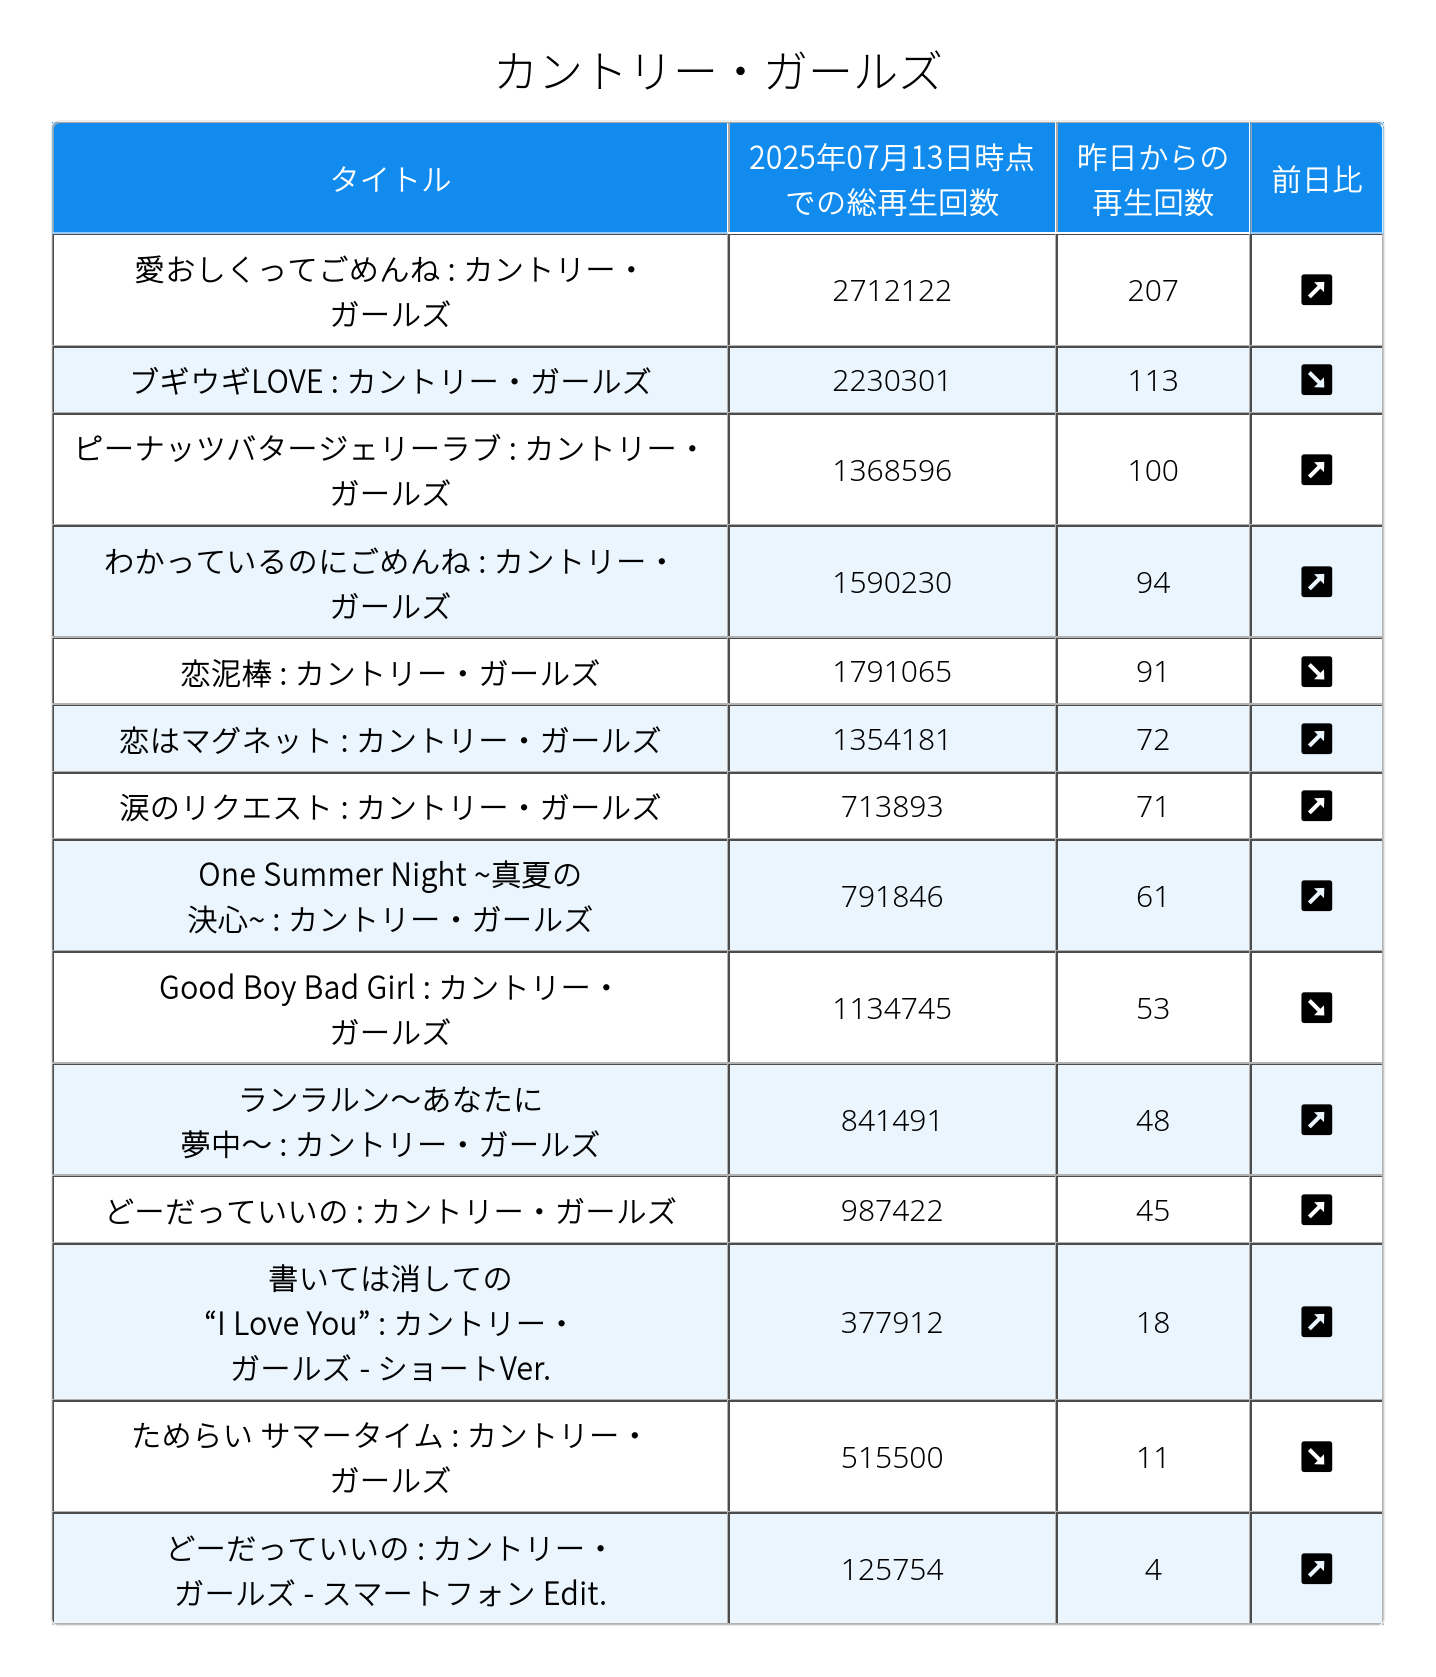 カントリー・ガールズ
タイトル
2025年07月13日時点
での総再生回数
昨日からの
再生回数
前日比
愛おしくってごめんね : カントリー・
ガールズ
2712122
207
ブギウギLOVE : カントリー・ガールズ
2230301
113
ピーナッツバタージェリーラブ : カントリー・
ガールズ
1368596
100
わかっているのにごめんね : カントリー・
ガールズ
1590230
94
恋泥棒 : カントリー・ガールズ
1791065
91
恋はマグネット : カントリー・ガールズ
1354181
72
涙のリクエスト : カントリー・ガールズ
713893
71
One Summer Night ~真夏の
決心~ : カントリー・ガールズ
791846
61
Good Boy Bad Girl : カントリー・
ガールズ
1134745
53
ランラルン〜あなたに
夢中〜 : カントリー・ガールズ
841491
48
どーだっていいの : カントリー・ガールズ
987422
45
書いては消しての
“I Love You” : カントリー・
ガールズ - ショートVer.
377912
18
ためらい サマータイム : カントリー・
ガールズ
515500
11
どーだっていいの : カントリー・
ガールズ - スマートフォン Edit.
125754
4